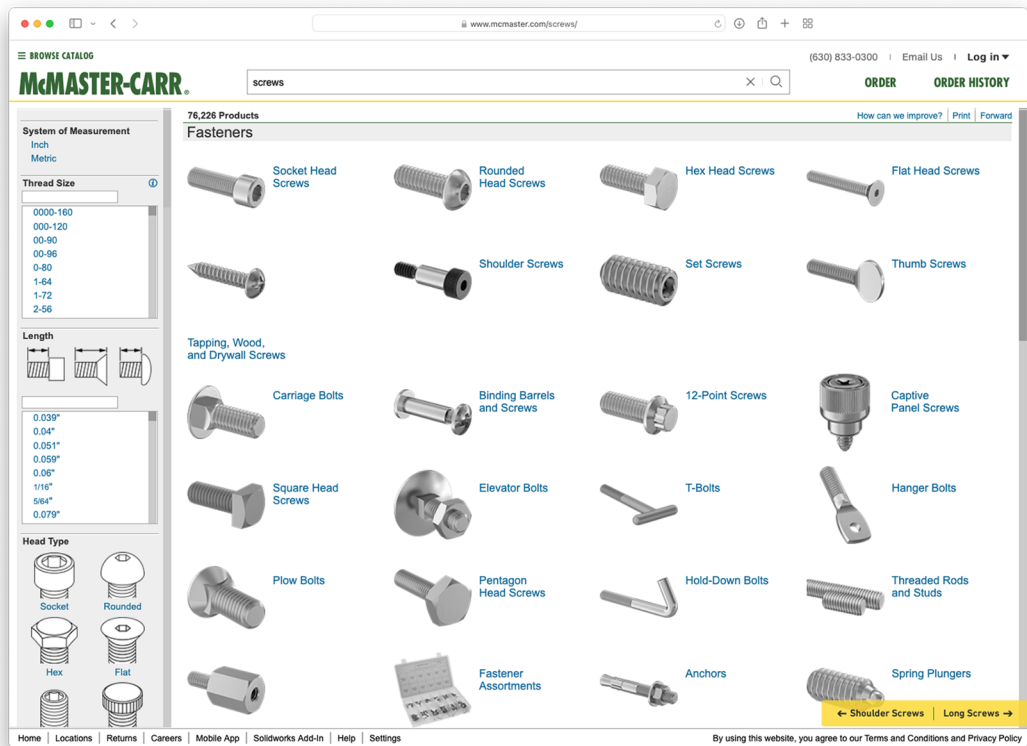 www.mcmaster.com/screws/
BROWSE CATALOG
(630) 833-0300
Email Us
Log in
McMASTER-CARR®
screws
ORDER
ORDER HISTORY
76,226 Products
How can we improve?
Print
Forward
Fasteners
System of Measurement
Inch
Metric
Thread Size
0000-160
000-120
00-90
00-96
0-80
1-64
1-72
2-56
Length
0.039"
0.04"
0.051"
0.059"
0.06"
1/16"
5/64"
0.079"
Head Type
Socket
Rounded
Hex
Flat
Socket Head
Screws
Rounded
Head Screws
Hex Head Screws
Flat Head Screws
Tapping, Wood,
and Drywall Screws
Shoulder Screws
Set Screws
Thumb Screws
Carriage Bolts
Binding Barrels
and Screws
12-Point Screws
Captive
Panel Screws
Square Head
Screws
Elevator Bolts
T-Bolts
Hanger Bolts
Plow Bolts
Pentagon
Head Screws
Hold-Down Bolts
Threaded Rods
and Studs
Fastener
Assortments
Anchors
Spring Plungers
← Shoulder Screws
Long Screws →
Home
Locations
Returns
Careers
Mobile App
Solidworks Add-In
Help
Settings
By using this website, you agree to our Terms and Conditions and Privacy Policy